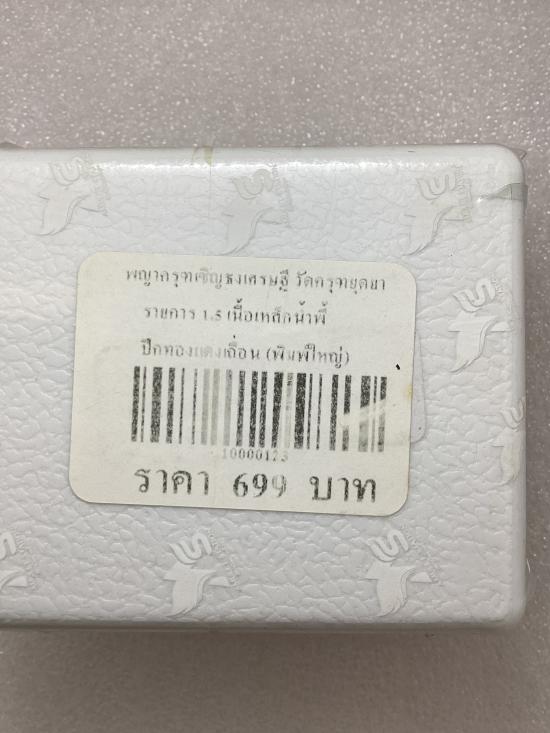 พญาครุฑเชิญธงเศรษฐี วัดครุฑยุดยา
รายการ 1.5 เนื้อเหล็กน้ำพี้
ปีกทองแดงเถื่อน (พิมพ์ใหญ่)
10000123
ราคา 699 บาท